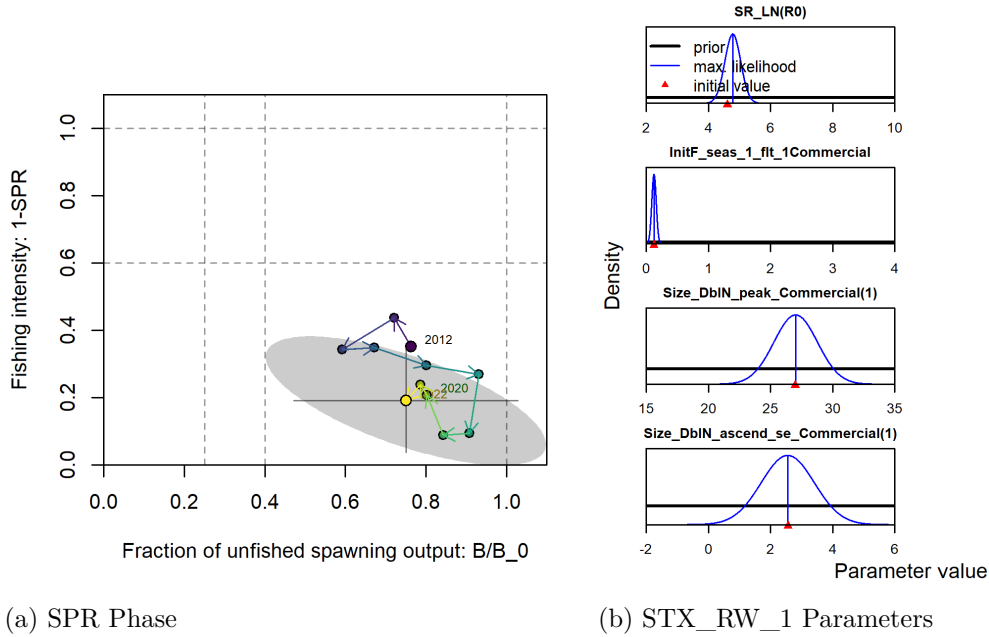 Fishing intensity: 1-SPR
1.0
0.8
0.6
0.4
0.2
0.0
2012
2020
2022
0.0 0.2 0.4 0.6 0.8 1.0
Fraction of unfished spawning output: B/B_0
(a) SPR Phase
Density
SR_LN(R0)
prior
max. likelihood
initial value
2 4 6 8 10
InitF_seas_1_flt_1Commercial
0 1 2 3 4
Size_DblN_peak_Commercial(1)
15 20 25 30 35
Size_DblN_ascend_se_Commercial(1)
-2 0 2 4 6
Parameter value
(b) STX_RW_1 Parameters